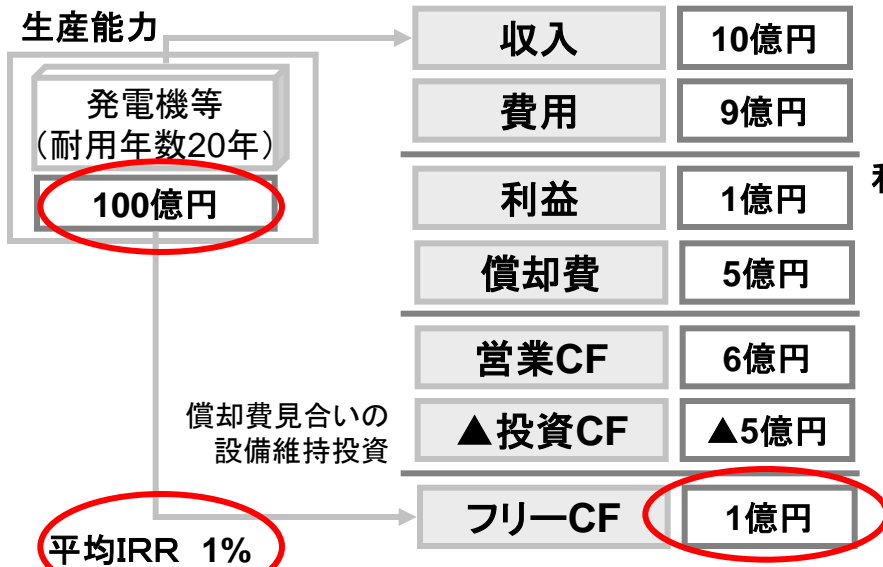 生産能力
発電機等
（耐用年数20年）
100億円
収入 10億円
費用 9億円
利益 1億円
償却費 5億円
営業CF 6億円
償却費見合いの
設備維持投資
▲投資CF ▲5億円
フリーCF 1億円
平均IRR 1%